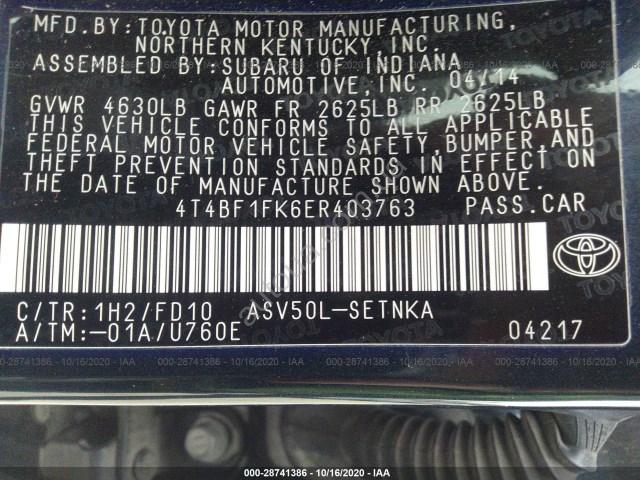 MFD.BY: TOYOTA MOTOR MANUFACTURING,
NORTHERN KENTUCKY INC.
ASSEMBLED BY: SUBARU OF INDIANA
AUTOMOTIVE, INC. 04/14
GVWR 4630LB GAWR FR 2625LB RR 2625LB
THIS VEHICLE CONFORMS TO ALL APPLICABLE
FEDERAL MOTOR VEHICLE SAFETY, BUMPER, AND
THEFT PREVENTION STANDARDS IN EFFECT ON
THE DATE OF MANUFACTURE SHOWN ABOVE.
4T4BF1FK6ER403763 PASS.CAR
C/TR:1H2/FD10 ASV50L-SETNKA
A/TM:-01A/U760E 04217
TOYOTA
000-28741386 - 10/16/2020 - IAA